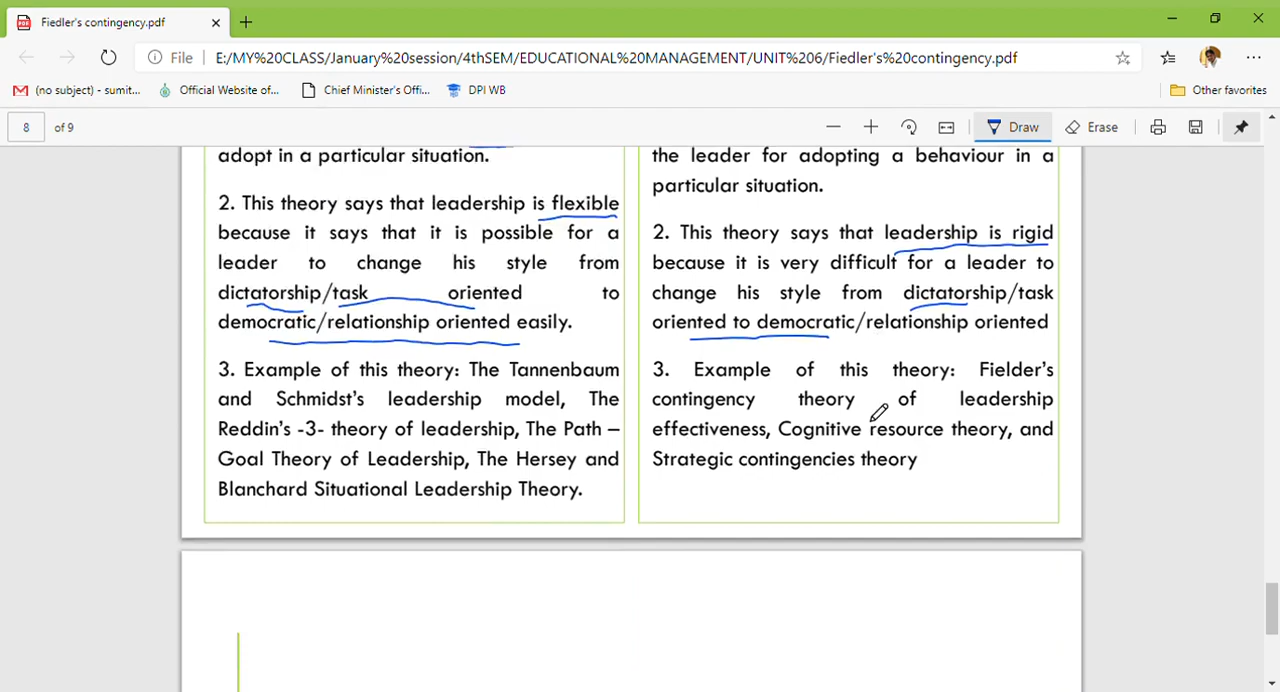 Fiedler's contingency.pdf
File
E:/MY%20CLASS/January%20session/4thSEM/EDUCATIONAL%20MANAGEMENT/UNIT%206/Fiedler's%20contingency.pdf
(no subject) - sumit...
Official Website of...
Chief Minister's Offi...
DPI WB
Other favorites
8 of 9
Draw
Erase
adopt in a particular situation.
2. This theory says that leadership is flexible
because it says that it is possible for a
leader to change his style from
dictatorship/task oriented to
democratic/relationship oriented easily.
3. Example of this theory: The Tannenbaum
and Schmidst's leadership model, The
Reddin's -3- theory of leadership, The Path –
Goal Theory of Leadership, The Hersey and
Blanchard Situational Leadership Theory.
the leader for adopting a behaviour in a
particular situation.
2. This theory says that leadership is rigid
because it is very difficult for a leader to
change his style from dictatorship/task
oriented to democratic/relationship oriented
3. Example of this theory: Fielder's
contingency theory of leadership
effectiveness, Cognitive resource theory, and
Strategic contingencies theory